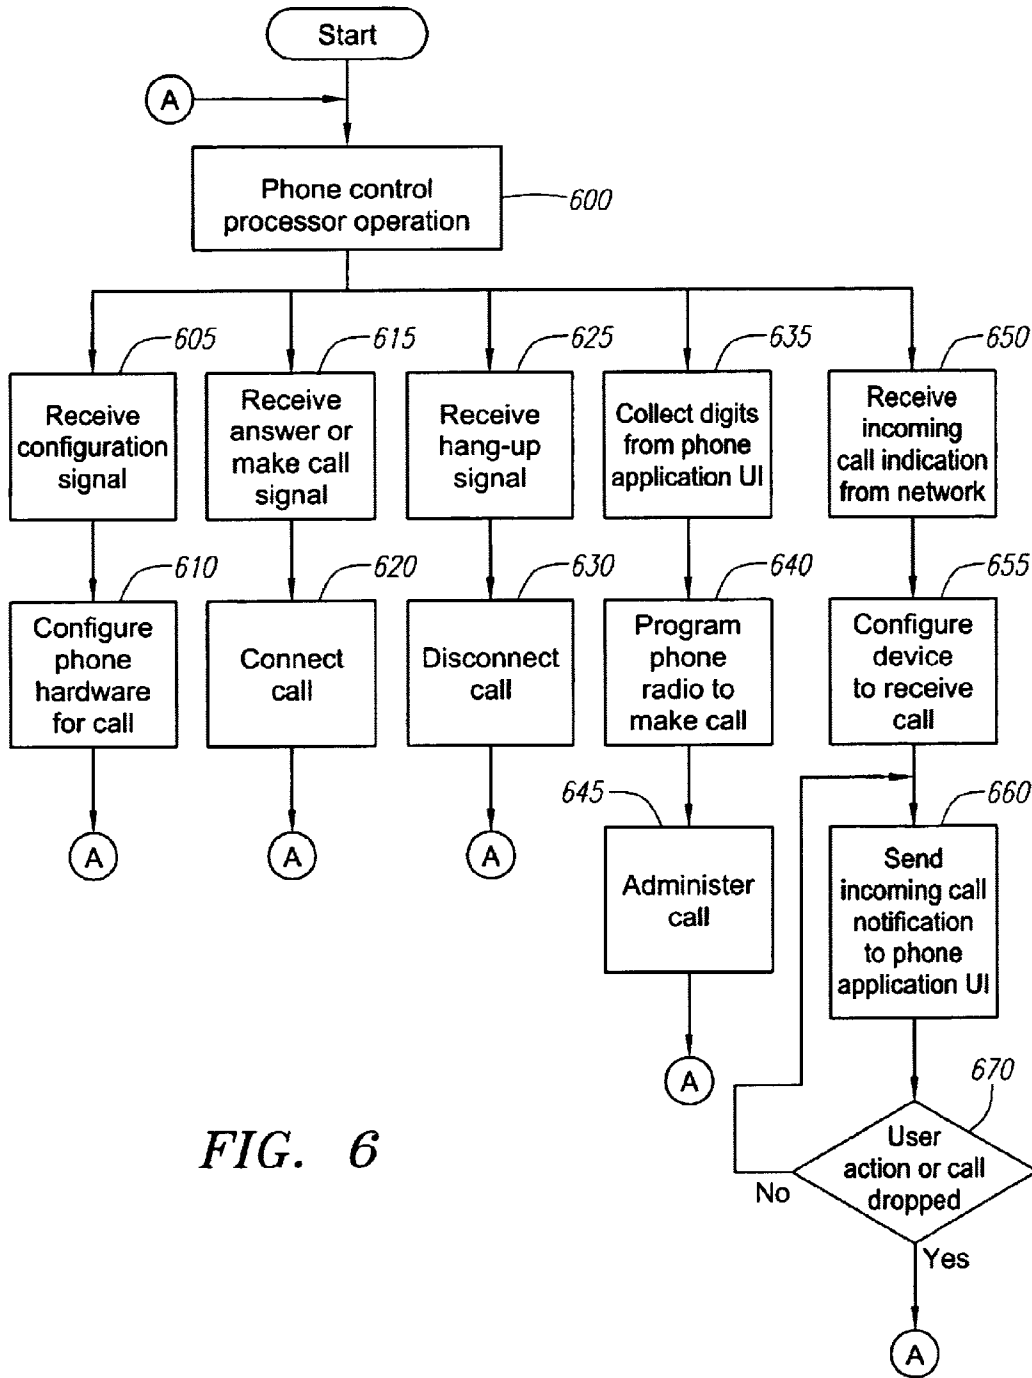 Start
A
Phone control
processor operation
600
605
615
625
635
650
Receive
configuration
signal
Receive
answer or
make call
signal
Receive
hang-up
signal
Collect digits
from phone
application UI
Receive
incoming
call indication
from network
610
620
630
640
655
Configure
phone
hardware
for call
Connect
call
Disconnect
call
Program
phone
radio to
make call
Configure
device
to receive
call
A
A
A
645
660
Administer
call
Send
incoming call
notification
to phone
application UI
A
670
User
action or call
dropped
No
Yes
A
FIG. 6